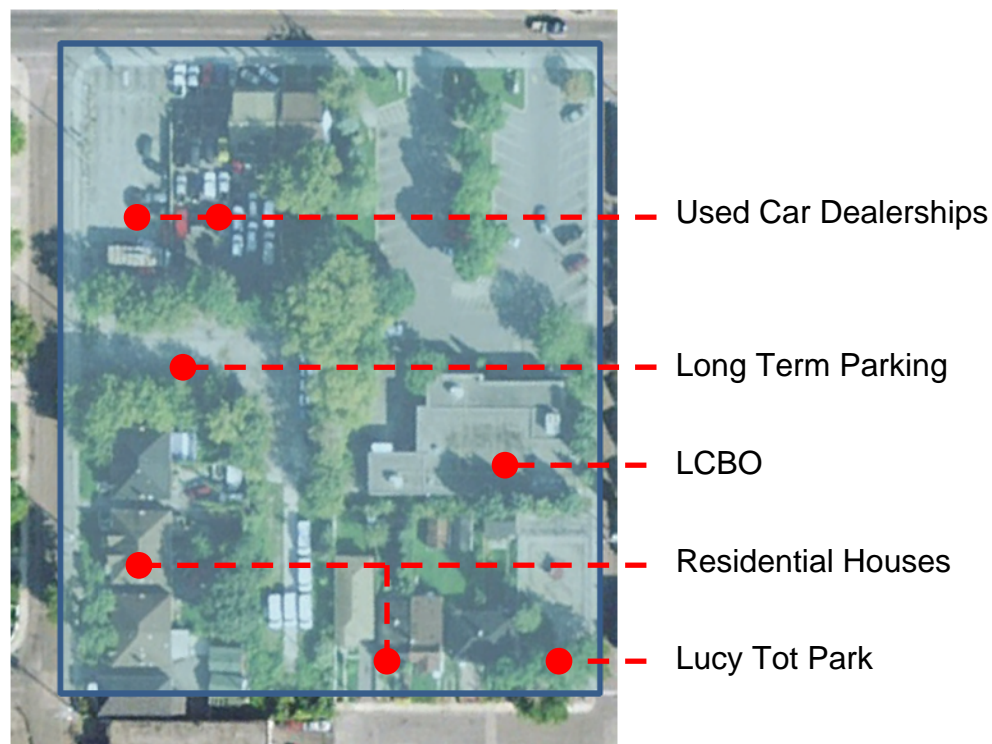 Used Car Dealerships
Long Term Parking
LCBO
Residential Houses
Lucy Tot Park